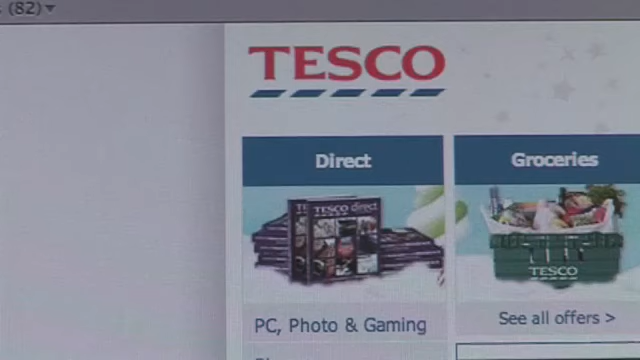 (82)
TESCO
Direct
Groceries
TESCO direct
TESCO
PC, Photo & Gaming
See all offers >